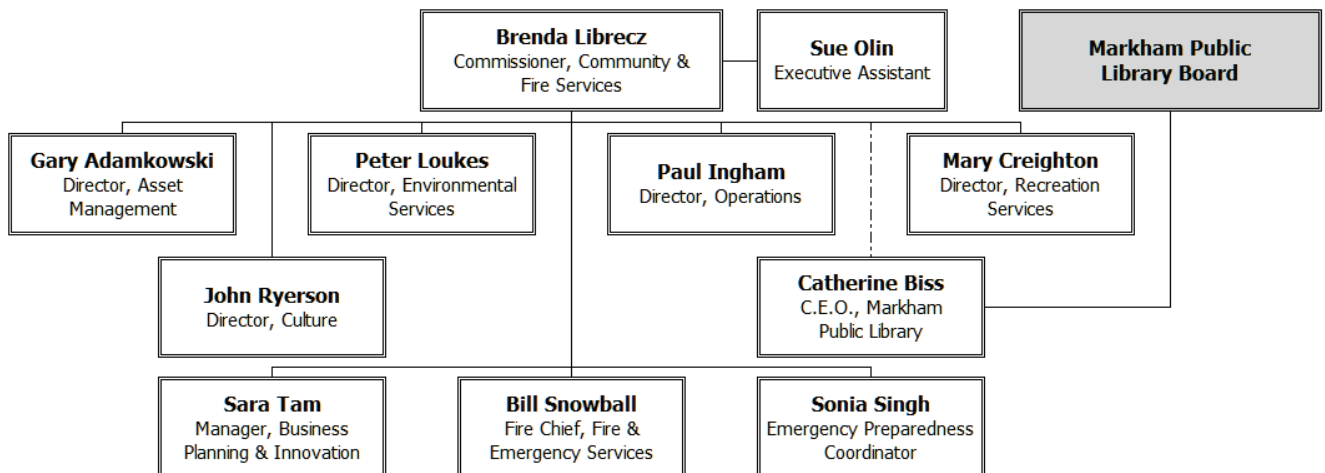 Brenda Librecz
Commissioner, Community &
Fire Services
Sue Olin
Executive Assistant
Markham Public
Library Board
Gary Adamkowski
Director, Asset
Management
Peter Loukes
Director, Environmental
Services
Paul Ingham
Director, Operations
Mary Creighton
Director, Recreation
Services
John Ryerson
Director, Culture
Catherine Biss
C.E.O., Markham
Public Library
Sara Tam
Manager, Business
Planning & Innovation
Bill Snowball
Fire Chief, Fire &
Emergency Services
Sonia Singh
Emergency Preparedness
Coordinator